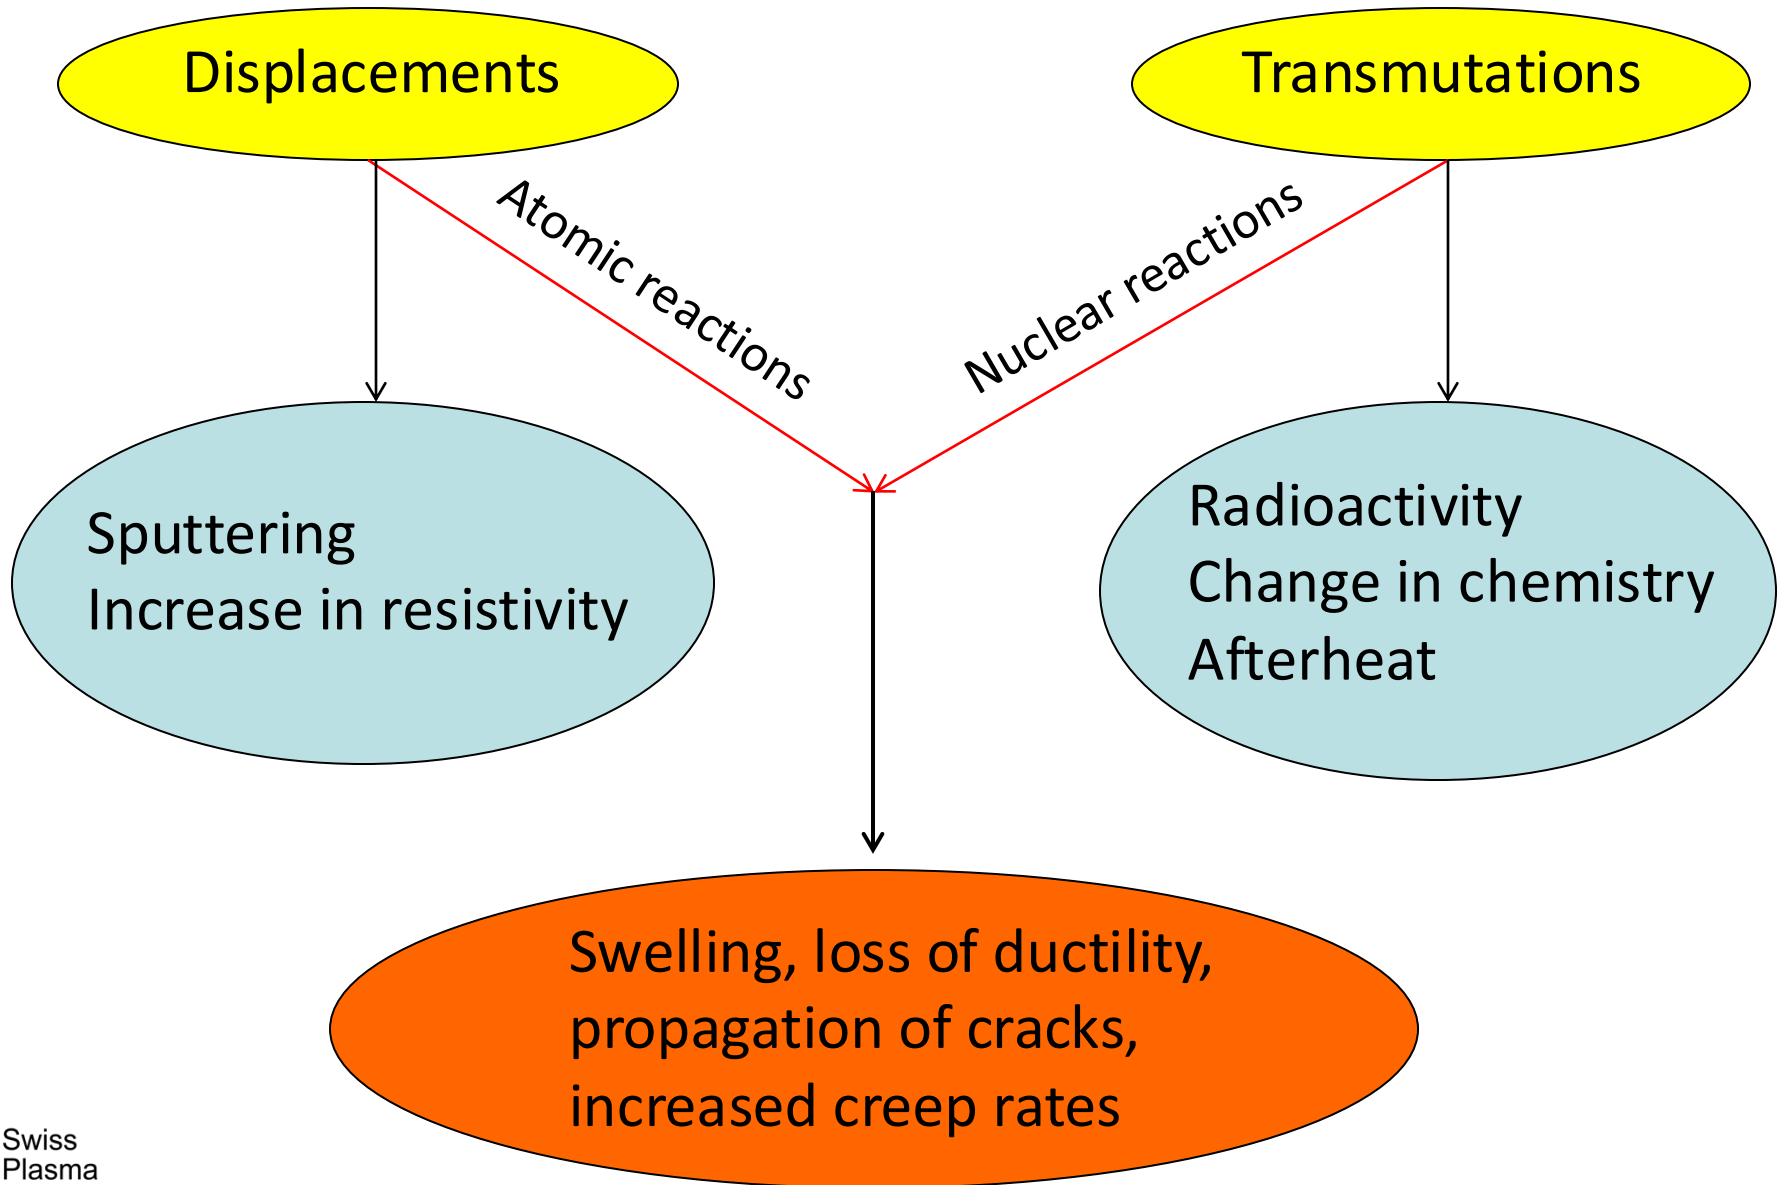 Displacements
Transmutations
Atomic reactions
Nuclear reactions
Sputtering
Increase in resistivity
Radioactivity
Change in chemistry
Afterheat
Swelling, loss of ductility,
propagation of cracks,
increased creep rates
Swiss
Plasma